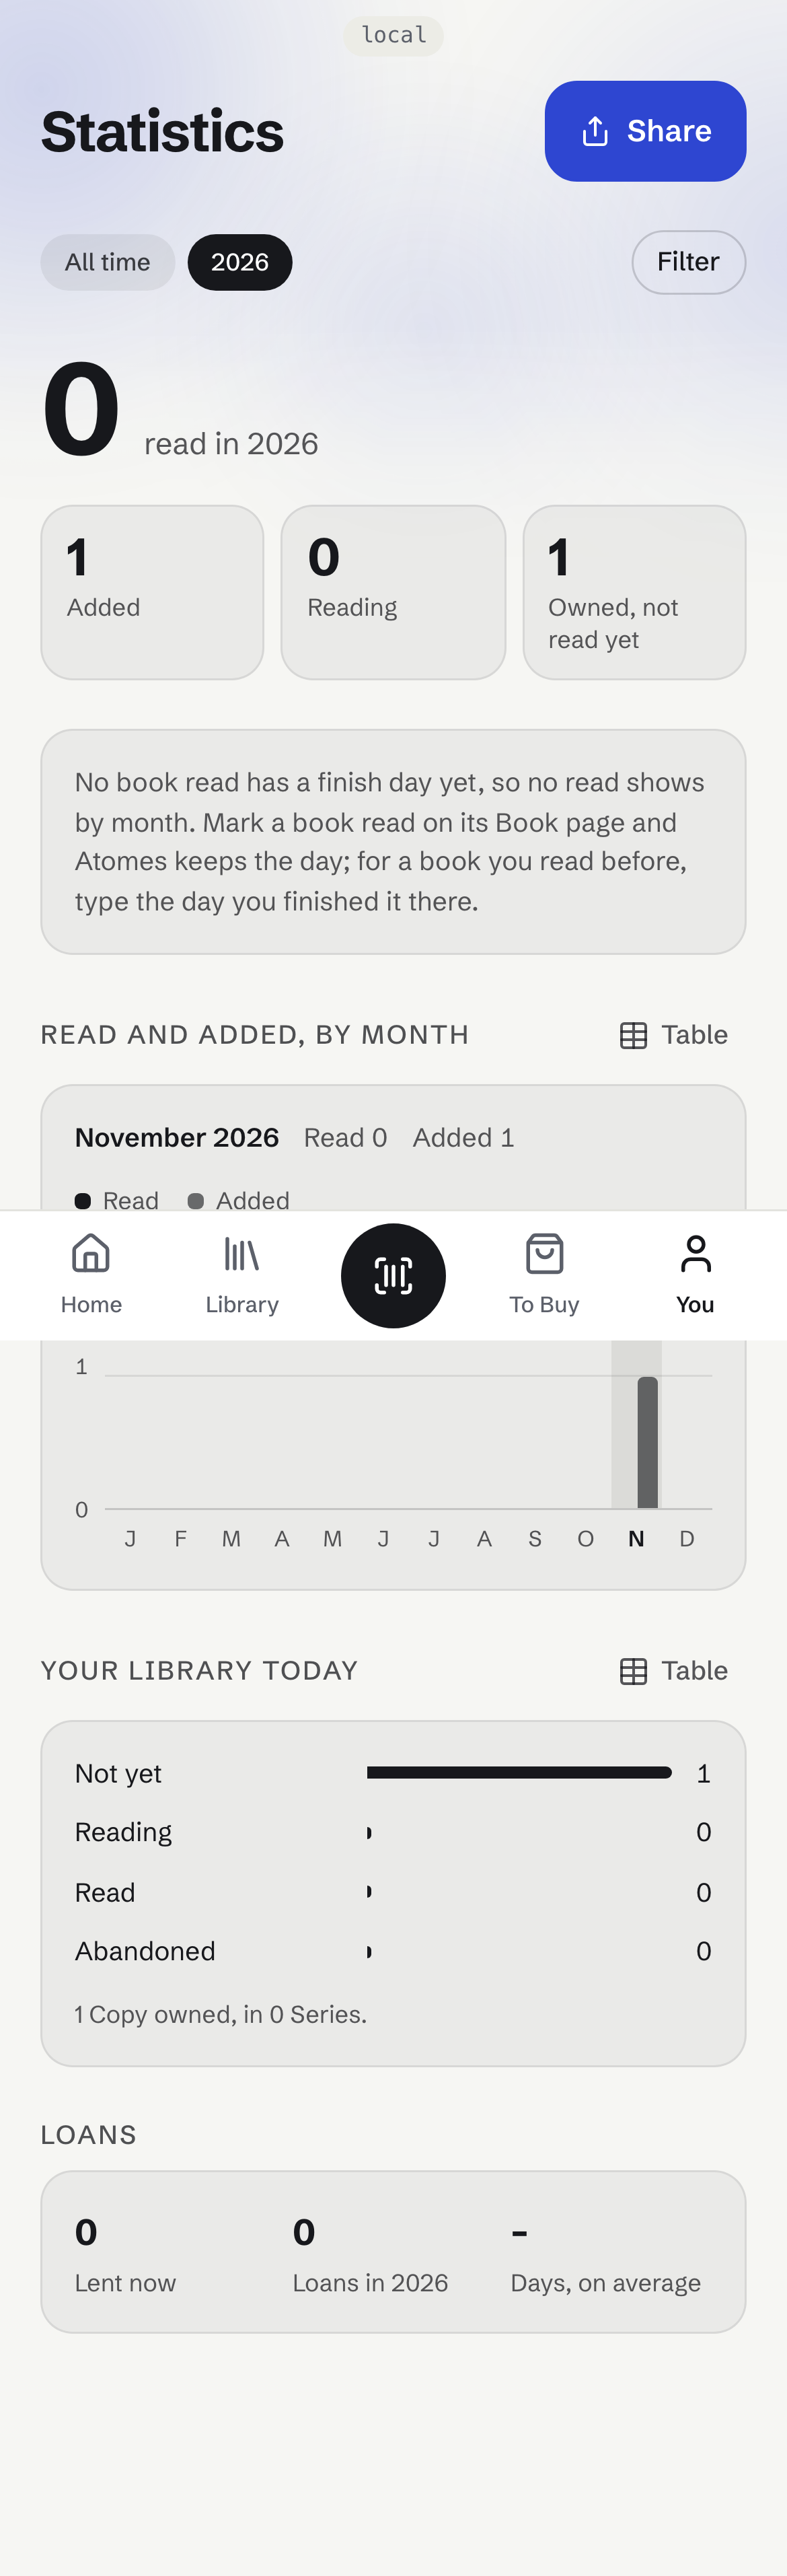 local
Statistics
Share
All time
2026
Filter
0 read in 2026
1
Added
0
Reading
1
Owned, not
read yet
No book read has a finish day yet, so no read shows
by month. Mark a book read on its Book page and
Atomes keeps the day; for a book you read before,
type the day you finished it there.
READ AND ADDED, BY MONTH
Table
November 2026 Read 0 Added 1
Read Added
Home
Library
To Buy
You
1
0
J F M A M J J A S O N D
YOUR LIBRARY TODAY
Table
Not yet 1
Reading 0
Read 0
Abandoned 0
1 Copy owned, in 0 Series.
LOANS
0
Lent now
0
Loans in 2026
-
Days, on average